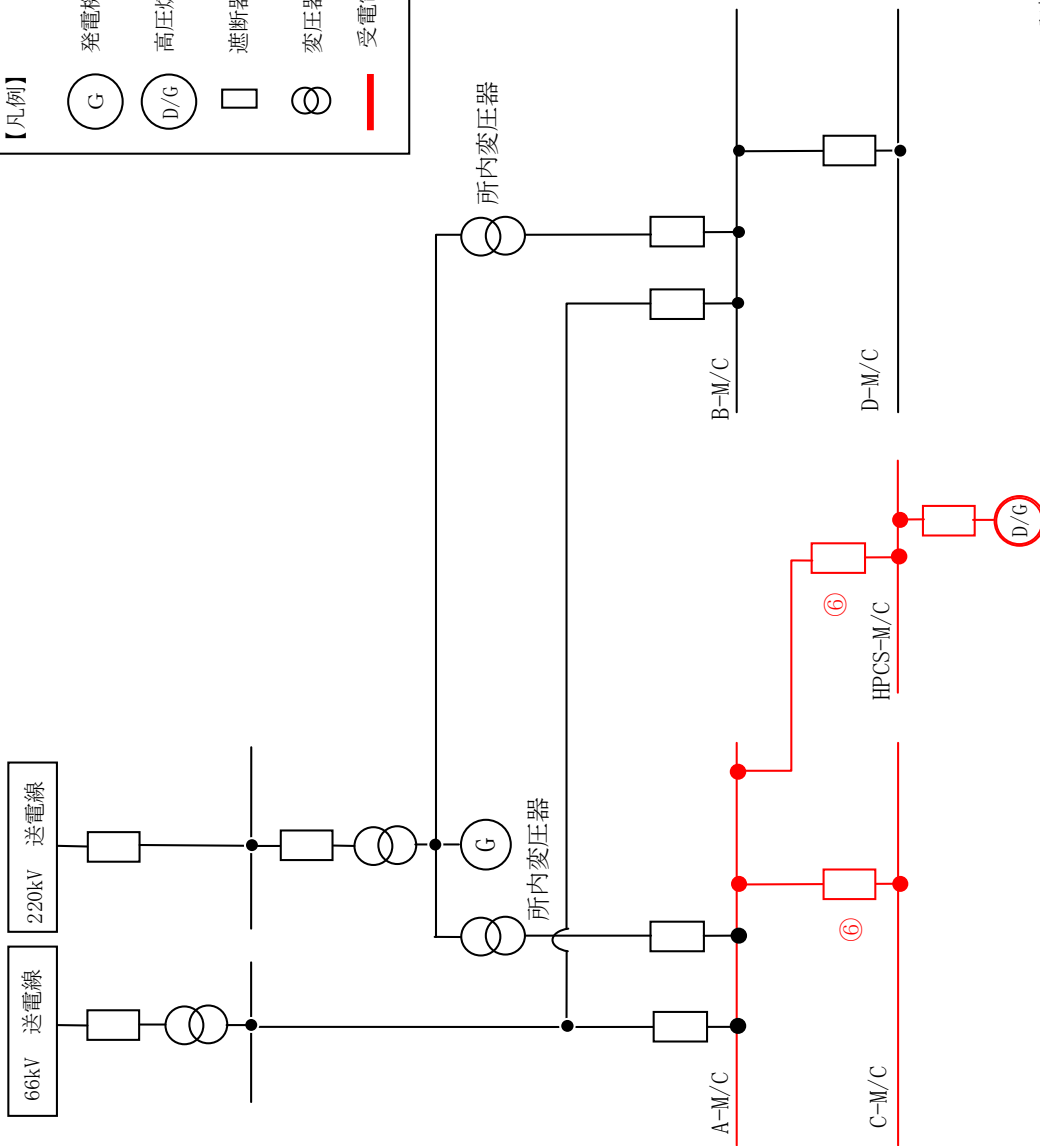 【凡例】
G 発電機
D/G 高圧炊
遮断器
変圧器
受電
220kV 送電線
66kV 送電線
所内変圧器
G
所内変圧器
B-M/C
D-M/C
⑥
HPCS-M/C
D/G
⑥
A-M/C
C-M/C